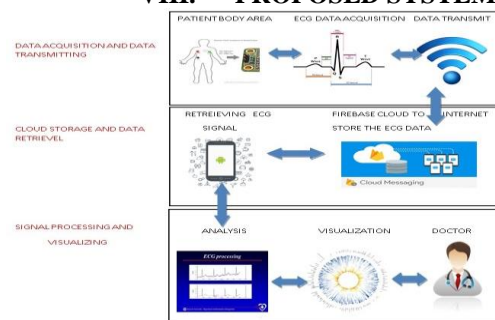 VIII. PROPOSED SYSTEM
PATIENT BODY AREA ECG DATA ACQUISITION DATA TRANSMIT
DATA ACQUISITION AND DATA
TRANSMITTING
RETREIEVING ECG FIREBASE CLOUD TO INTERNET
SIGNAL STORE THE ECG DATA
CLOUD STORAGE AND DATA
RETRIEVEL
Cloud Messaging
SIGNAL PROCESSING AND
VISUALIZING
ANALYSIS VISUALIZATION DOCTOR
ECG processing